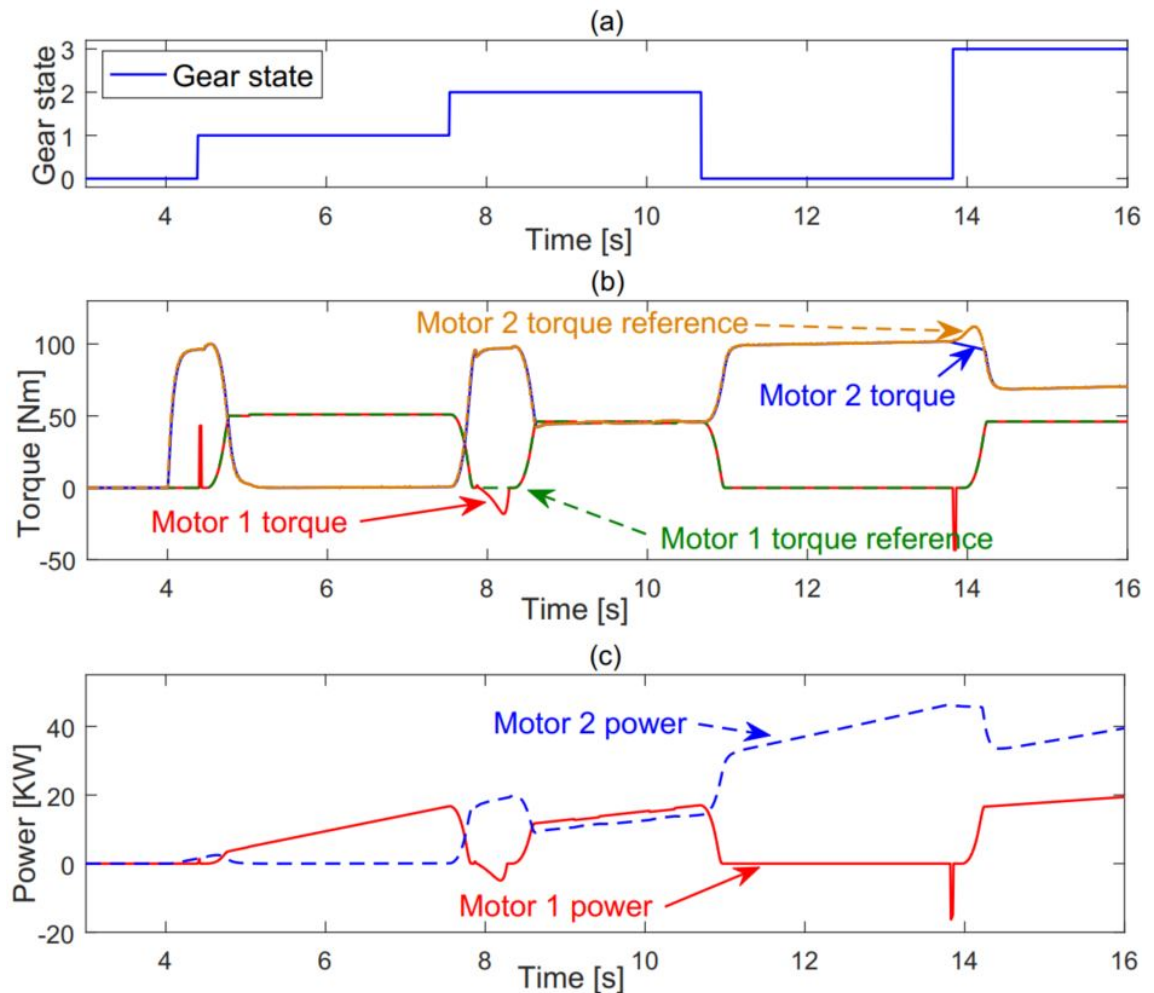 (a)
Gear state
3
2
1
0
Gear state
4 6 8 10 12 14 16
Time [s]
(b)
Torque [Nm]
100
50
0
-50
Motor 2 torque reference
Motor 2 torque
Motor 1 torque
Motor 1 torque reference
4 6 8 10 12 14 16
Time [s]
(c)
Power [KW]
40
20
0
-20
Motor 2 power
Motor 1 power
4 6 8 10 12 14 16
Time [s]